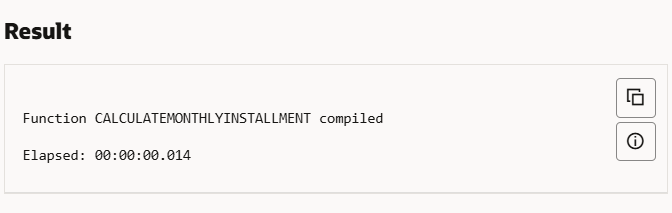 Result
Function CALCULATEMONTHLYINSTALLMENT compiled
Elapsed: 00:00:00.014